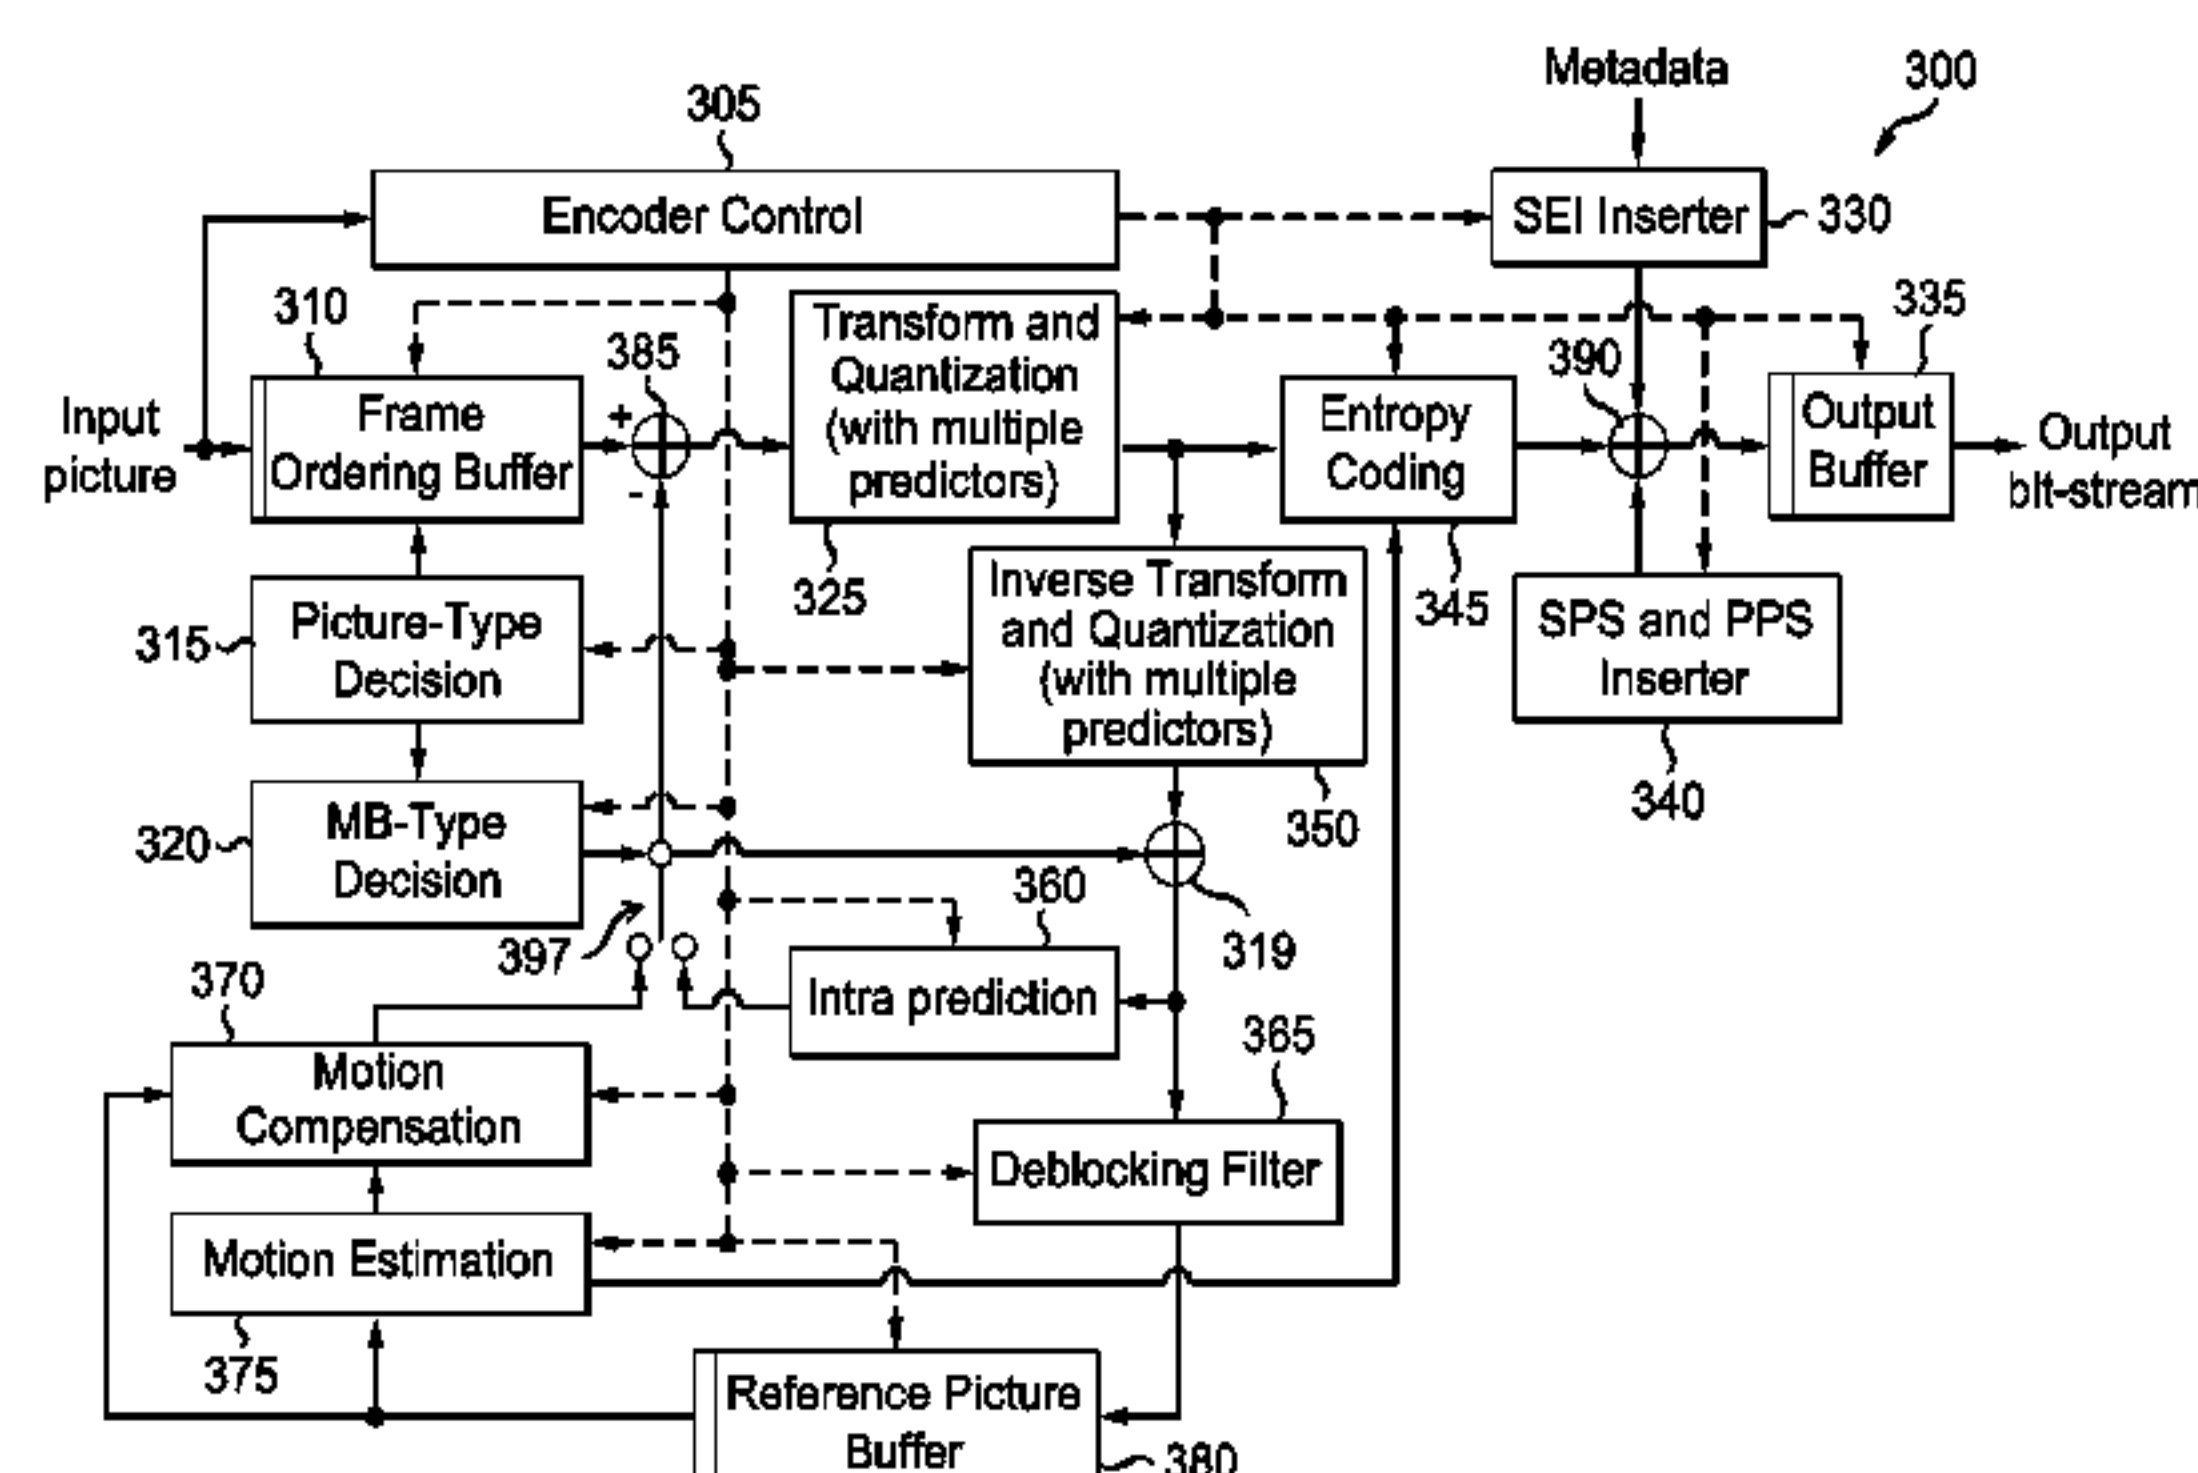 Metadata
300
305
Encoder Control
SEI Inserter
330
310
385
Transform and
Quantization
(with multiple
predictors)
325
335
390
Input
picture
Frame
Ordering Buffer
+
-
Entropy
Coding
345
Output
Buffer
Output
bit-stream
315
Picture-Type
Decision
Inverse Transform
and Quantization
(with multiple
predictors)
350
SPS and PPS
Inserter
340
320
MB-Type
Decision
397
360
319
370
Intra prediction
365
Motion
Compensation
Deblocking Filter
Motion Estimation
375
Reference Picture
Buffer
380